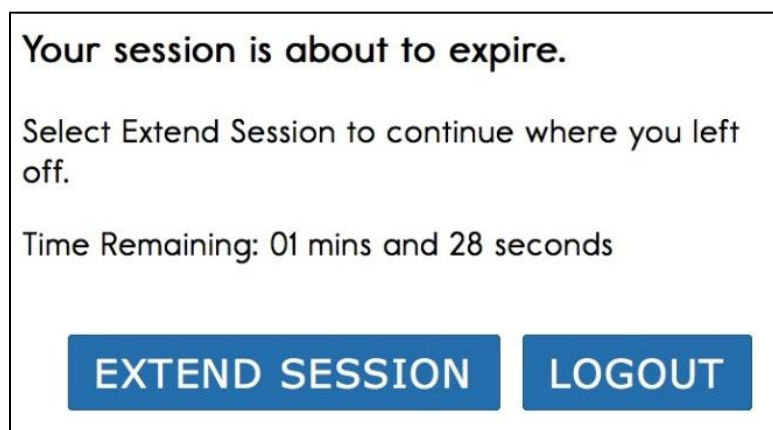 Your session is about to expire.
Select Extend Session to continue where you left
off.
Time Remaining: 01 mins and 28 seconds
EXTEND SESSION LOGOUT